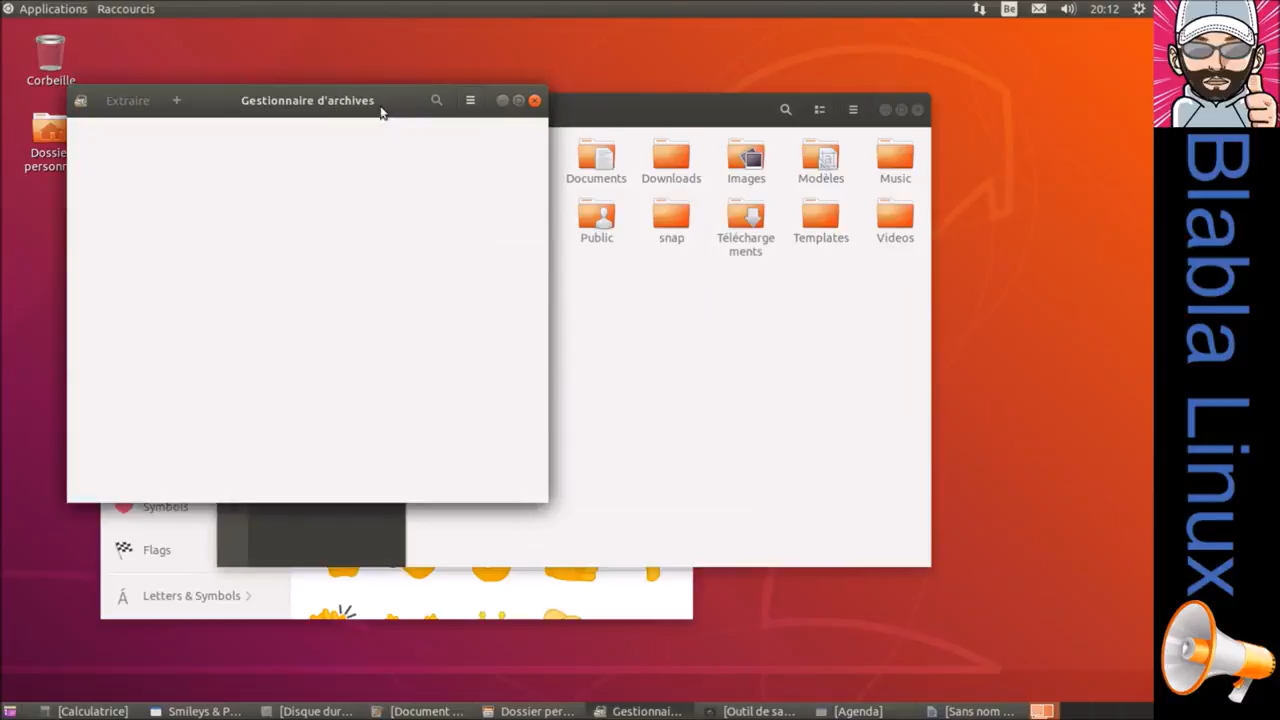 Applications Raccourcis
Be
20:12
Corbeille
Dossier
personn
Extraire
Gestionnaire d'archives
Documents
Downloads
Images
Modèles
Music
Public
snap
Télécharge
ments
Templates
Videos
Symbols
Flags
Letters & Symbols
[Calculatrice]
Smileys & P...
[Disque dur...
[Document ...
Dossier per...
Gestionnai...
[Outil de sa...
[Agenda]
[Sans nom ...
Blabla Linux